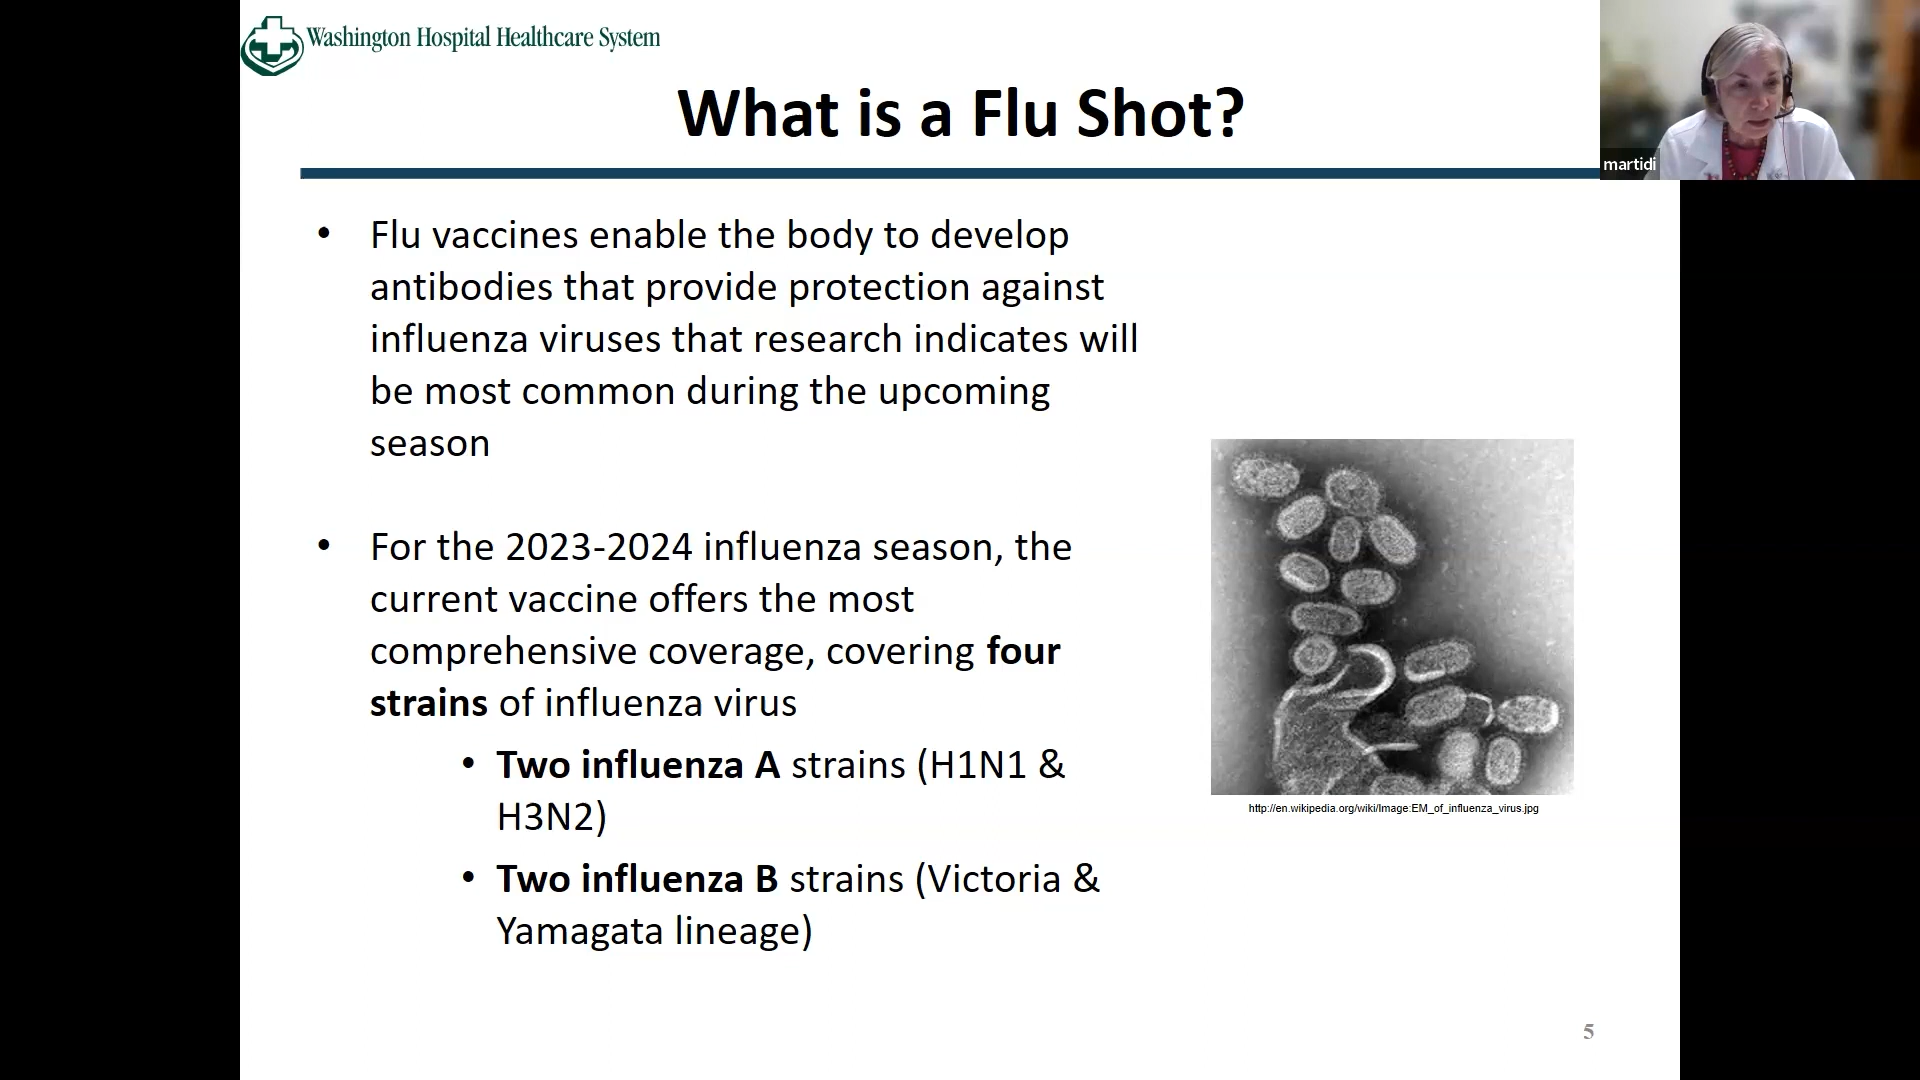 Washington Hospital Healthcare System
What is a Flu Shot?
martidi
• Flu vaccines enable the body to develop
antibodies that provide protection against
influenza viruses that research indicates will
be most common during the upcoming
season
• For the 2023-2024 influenza season, the
current vaccine offers the most
comprehensive coverage, covering four
strains of influenza virus
• Two influenza A strains (H1N1 &
H3N2)
• Two influenza B strains (Victoria &
Yamagata lineage)
http://en.wikipedia.org/wiki/Image:EM_of_influenza_virus.jpg
5